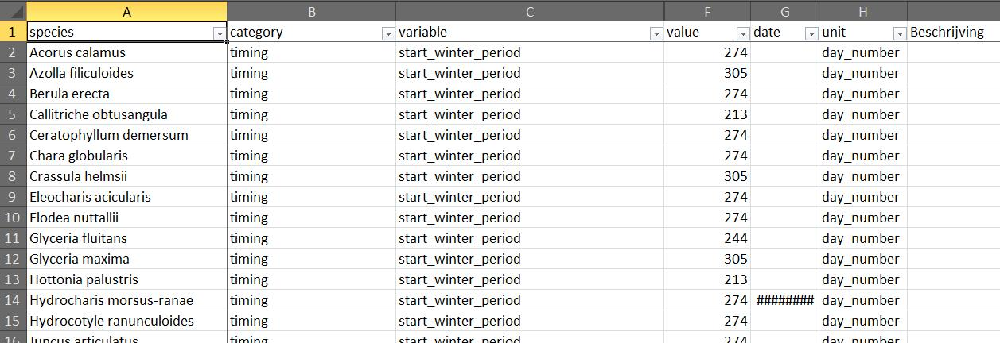 A B C F G H
1 species category variable value date unit Beschrijving
2 Acorus calamus timing start_winter_period 274 day_number
3 Azolla filiculoides timing start_winter_period 305 day_number
4 Berula erecta timing start_winter_period 274 day_number
5 Callitriche obtusangula timing start_winter_period 213 day_number
6 Ceratophyllum demersum timing start_winter_period 274 day_number
7 Chara globularis timing start_winter_period 274 day_number
8 Crassula helmsii timing start_winter_period 305 day_number
9 Eleocharis acicularis timing start_winter_period 274 day_number
10 Elodea nuttallii timing start_winter_period 274 day_number
11 Glyceria fluitans timing start_winter_period 244 day_number
12 Glyceria maxima timing start_winter_period 305 day_number
13 Hottonia palustris timing start_winter_period 213 day_number
14 Hydrocharis morsus-ranae timing start_winter_period 274 ######## day_number
15 Hydrocotyle ranunculoides timing start_winter_period 274 day_number
16 Juncus articulatus timing start_winter_period 274 day_number